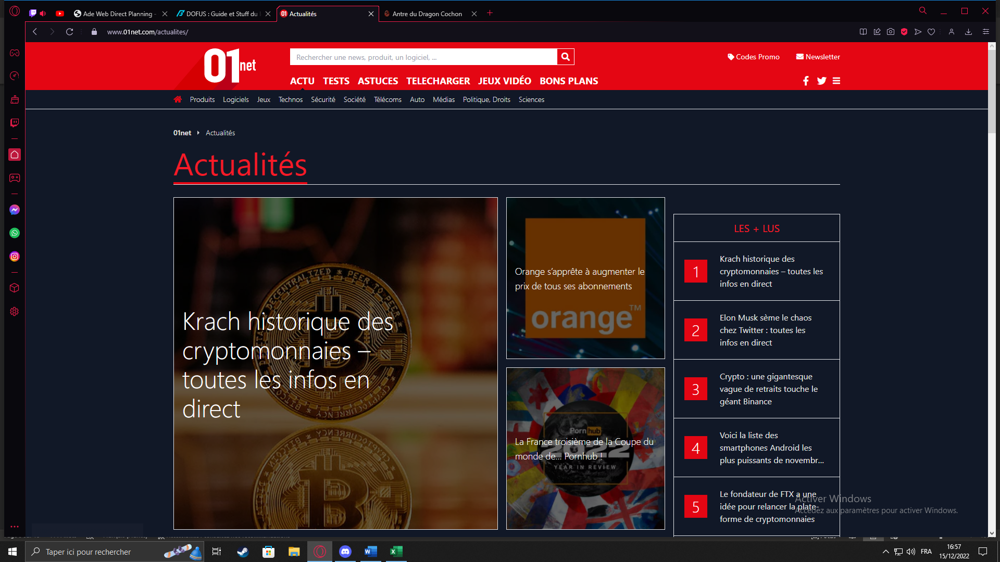 Ade Web Direct Planning -
DOFUS : Guide et Stuff du
01 Actualités
Antre du Dragon Cochon
www.01net.com/actualites/
01net
Rechercher une news, produit, un logiciel, ...
Codes Promo
Newsletter
ACTU TESTS ASTUCES TELECHARGER JEUX VIDÉO BONS PLANS
Produits Logiciels Jeux Technos Sécurité Société Télécoms Auto Médias Politique, Droits Sciences
01net Actualités
Actualités
Krach historique des
cryptomonnaies –
toutes les infos en
direct
DECENTRALIZED * PEER TO PEER
Orange s’apprête à augmenter le
prix de tous ses abonnements
orange™
Pornhub
La France troisième de la Coupe du
monde de... Pornhub !
2022
YEAR IN REVIEW
LES + LUS
1
Krach historique des
cryptomonnaies – toutes les
infos en direct
2
Elon Musk sème le chaos
chez Twitter : toutes les
infos en direct
3
Crypto : une gigantesque
vague de retraits touche le
géant Binance
4
Voici la liste des
smartphones Android les
plus puissants de novembr...
5
Le fondateur de FTX a une
idée pour relancer la plate-
forme de cryptomonnaies
Activer Windows
Accédez aux paramètres pour activer Windows.
Taper ici pour rechercher
FRA
16:57
15/12/2022